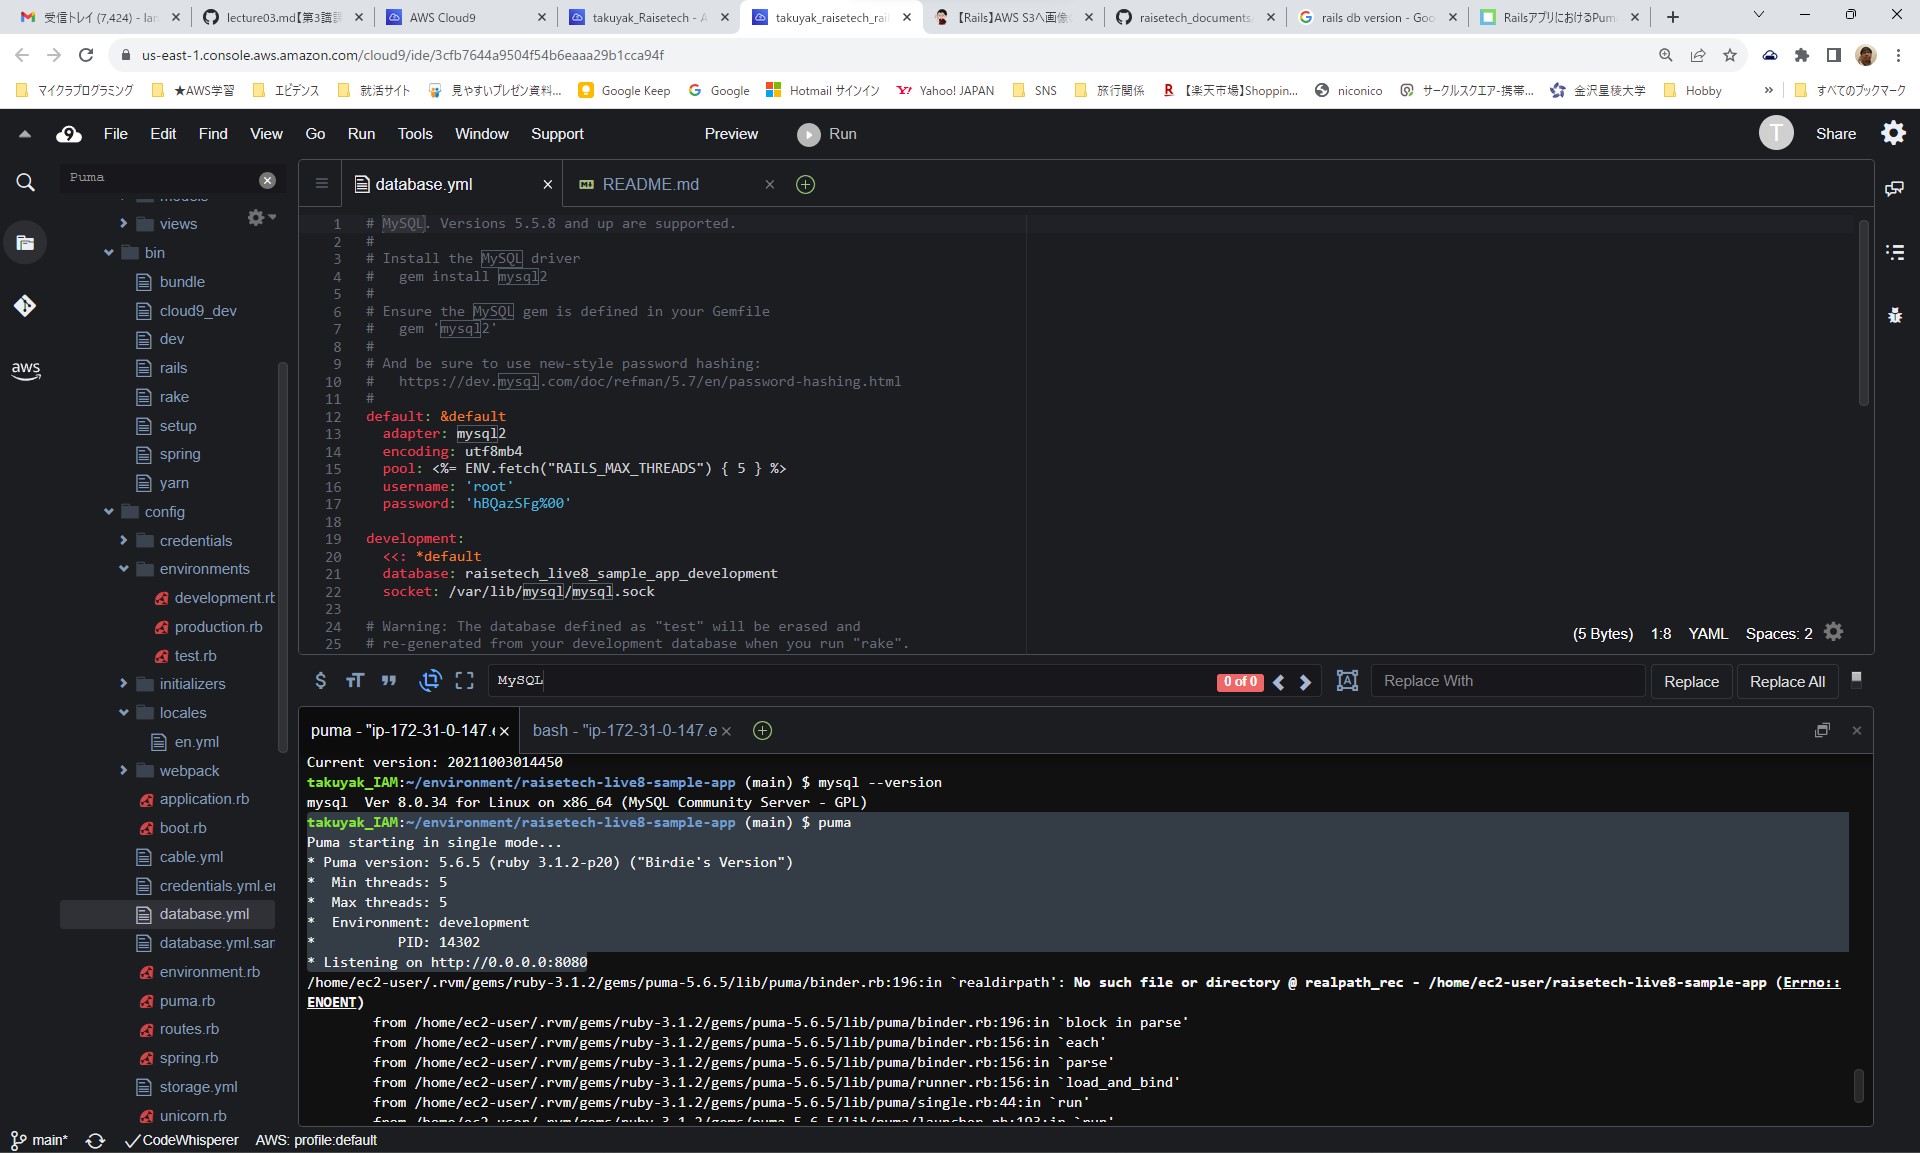 受信トレイ (7,424) - lan
lecture03.md【第3講課
AWS Cloud9
takuyak_Raisetech - A
takuyak_raisetech_rail
【Rails】AWS S3へ画像
raisetech_documents
rails db version - Goo
RailsアプリにおけるPum
us-east-1.console.aws.amazon.com/cloud9/ide/3cfb7644a9504f54b6eaaa29b1cca94f
マイクラプログラミング
★AWS学習
エビデンス
就活サイト
見やすいプレゼン資料...
Google Keep
Google
Hotmail サインイン
Yahoo! JAPAN
SNS
旅行関係
【楽天市場】Shoppin...
niconico
サークルスクエア-携帯...
金沢星稜大学
Hobby
»
すべてのブックマーク
9 File Edit Find View Go Run Tools Window Support
Preview Run
T Share
Puma
database.yml
README.md
models
views
bin
bundle
cloud9_dev
dev
rails
rake
setup
spring
yarn
config
credentials
environments
development.rb
production.rb
test.rb
initializers
locales
en.yml
webpack
application.rb
boot.rb
cable.yml
credentials.yml.en
database.yml
database.yml.sam
environment.rb
puma.rb
routes.rb
spring.rb
storage.yml
unicorn.rb
aws
1 # MySQL. Versions 5.5.8 and up are supported.
2 #
3 # Install the MySQL driver
4 #   gem install mysql2
5 #
6 # Ensure the MySQL gem is defined in your Gemfile
7 #   gem 'mysql2'
8 #
9 # And be sure to use new-style password hashing:
10 #   https://dev.mysql.com/doc/refman/5.7/en/password-hashing.html
11 #
12 default: &default
13   adapter: mysql2
14   encoding: utf8mb4
15   pool: <%= ENV.fetch("RAILS_MAX_THREADS") { 5 } %>
16   username: 'root'
17   password: 'hBQazSFg%00'
18
19 development:
20   <<: *default
21   database: raisetech_live8_sample_app_development
22   socket: /var/lib/mysql/mysql.sock
23
24 # Warning: The database defined as "test" will be erased and
25 # re-generated from your development database when you run "rake".
(5 Bytes) 1:8 YAML Spaces: 2
MySQL
0 of 0
Replace With
Replace
Replace All
puma - "ip-172-31-0-147.e
bash - "ip-172-31-0-147.e
Current version: 20211003014450
takuyak_IAM:~/environment/raisetech-live8-sample-app (main) $ mysql --version
mysql  Ver 8.0.34 for Linux on x86_64 (MySQL Community Server - GPL)
takuyak_IAM:~/environment/raisetech-live8-sample-app (main) $ puma
Puma starting in single mode...
* Puma version: 5.6.5 (ruby 3.1.2-p20) ("Birdie's Version")
*  Min threads: 5
*  Max threads: 5
*  Environment: development
*          PID: 14302
* Listening on http://0.0.0.0:8080
/home/ec2-user/.rvm/gems/ruby-3.1.2/gems/puma-5.6.5/lib/puma/binder.rb:196:in `realdirpath': No such file or directory @ realpath_rec - /home/ec2-user/raisetech-live8-sample-app (Errno::
ENOENT)
from /home/ec2-user/.rvm/gems/ruby-3.1.2/gems/puma-5.6.5/lib/puma/binder.rb:196:in `block in parse'
from /home/ec2-user/.rvm/gems/ruby-3.1.2/gems/puma-5.6.5/lib/puma/binder.rb:156:in `each'
from /home/ec2-user/.rvm/gems/ruby-3.1.2/gems/puma-5.6.5/lib/puma/binder.rb:156:in `parse'
from /home/ec2-user/.rvm/gems/ruby-3.1.2/gems/puma-5.6.5/lib/puma/runner.rb:156:in `load_and_bind'
from /home/ec2-user/.rvm/gems/ruby-3.1.2/gems/puma-5.6.5/lib/puma/single.rb:44:in `run'
from /home/ec2-user/.rvm/gems/ruby-3.1.2/gems/puma-5.6.5/lib/puma/launcher.rb:193:in `run'
main* CodeWhisperer AWS: profile:default